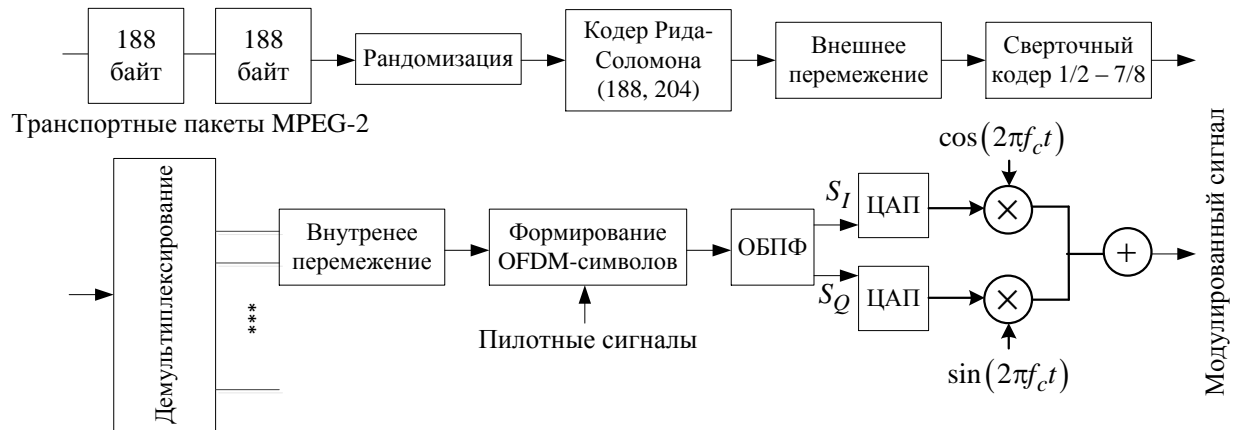 188
байт
188
байт
Рандомизация
Кодер Рида-
Соломона
(188, 204)
Внешнее
перемежение
Сверточный
кодер 1/2 – 7/8
Транспортные пакеты MPEG-2
Демультиплексирование
***
Внутренее
перемежение
Формирование
OFDM-символов
Пилотные сигналы
ОБПФ
S_I
ЦАП
cos(2πf_ct)
×
S_Q
ЦАП
×
sin(2πf_ct)
+
Модулированный сигнал